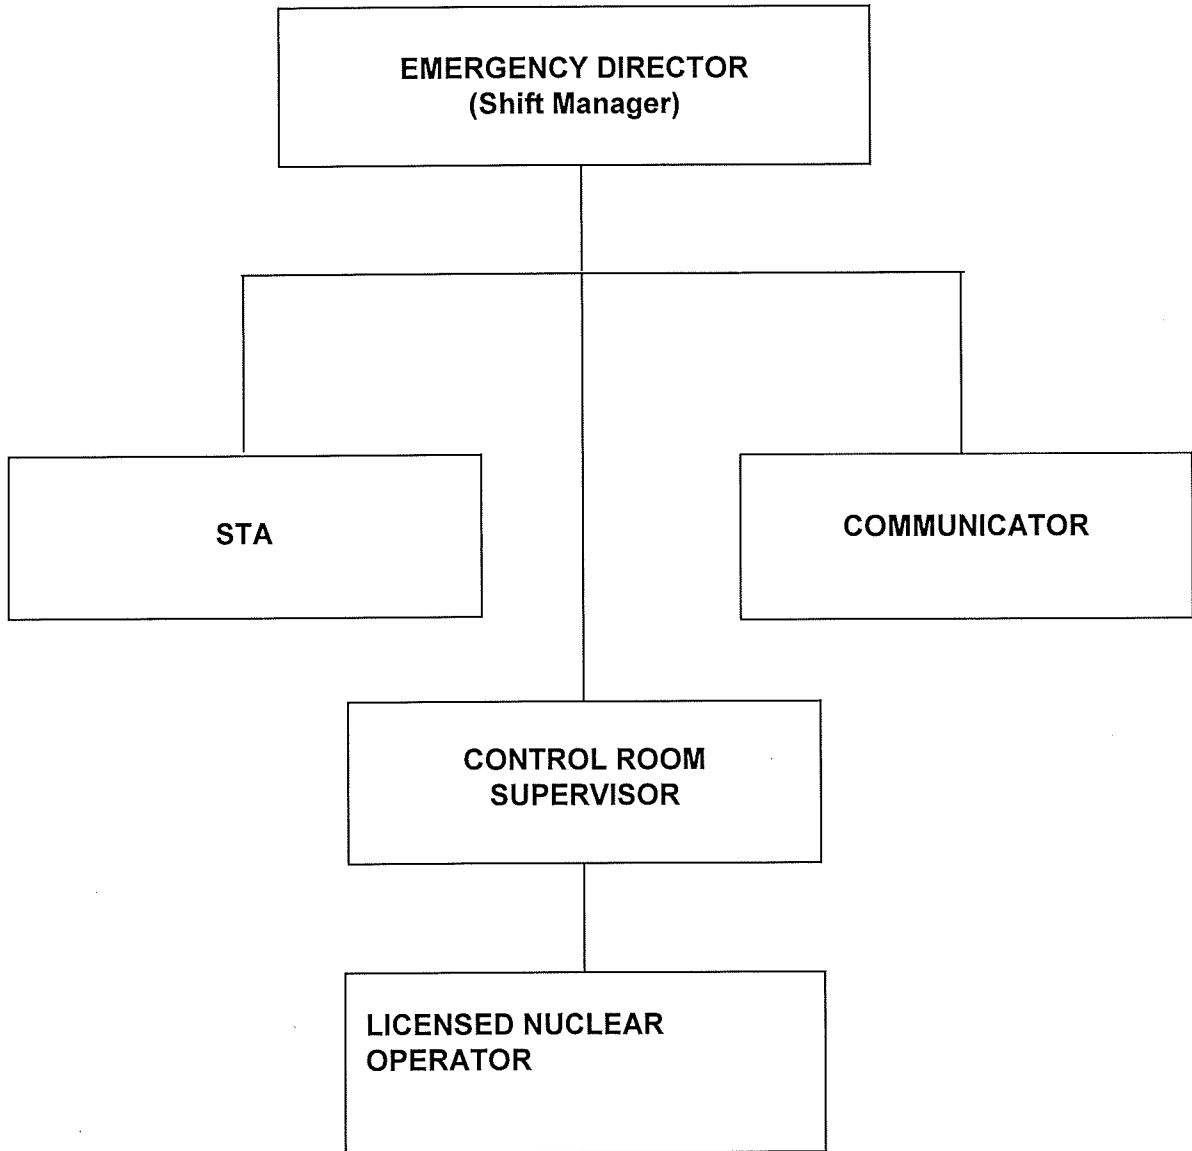 EMERGENCY DIRECTOR
(Shift Manager)
STA
COMMUNICATOR
CONTROL ROOM
SUPERVISOR
LICENSED NUCLEAR
OPERATOR